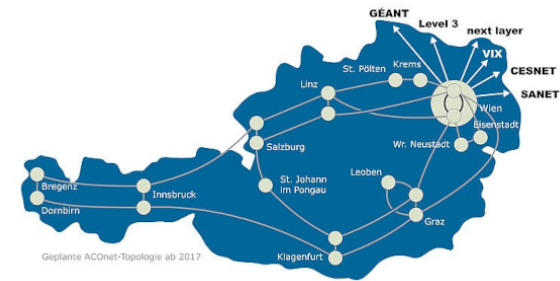 GÉANT
Level 3
next layer
VIX
CESNET
SANET
St. Pölten
Krems
Linz
Wien
Eisenstadt
Wr. Neustadt
Salzburg
St. Johann
im Pongau
Leoben
Bregenz
Innsbruck
Dornbirn
Graz
Klagenfurt
Geplante ACOnet-Topologie ab 2017